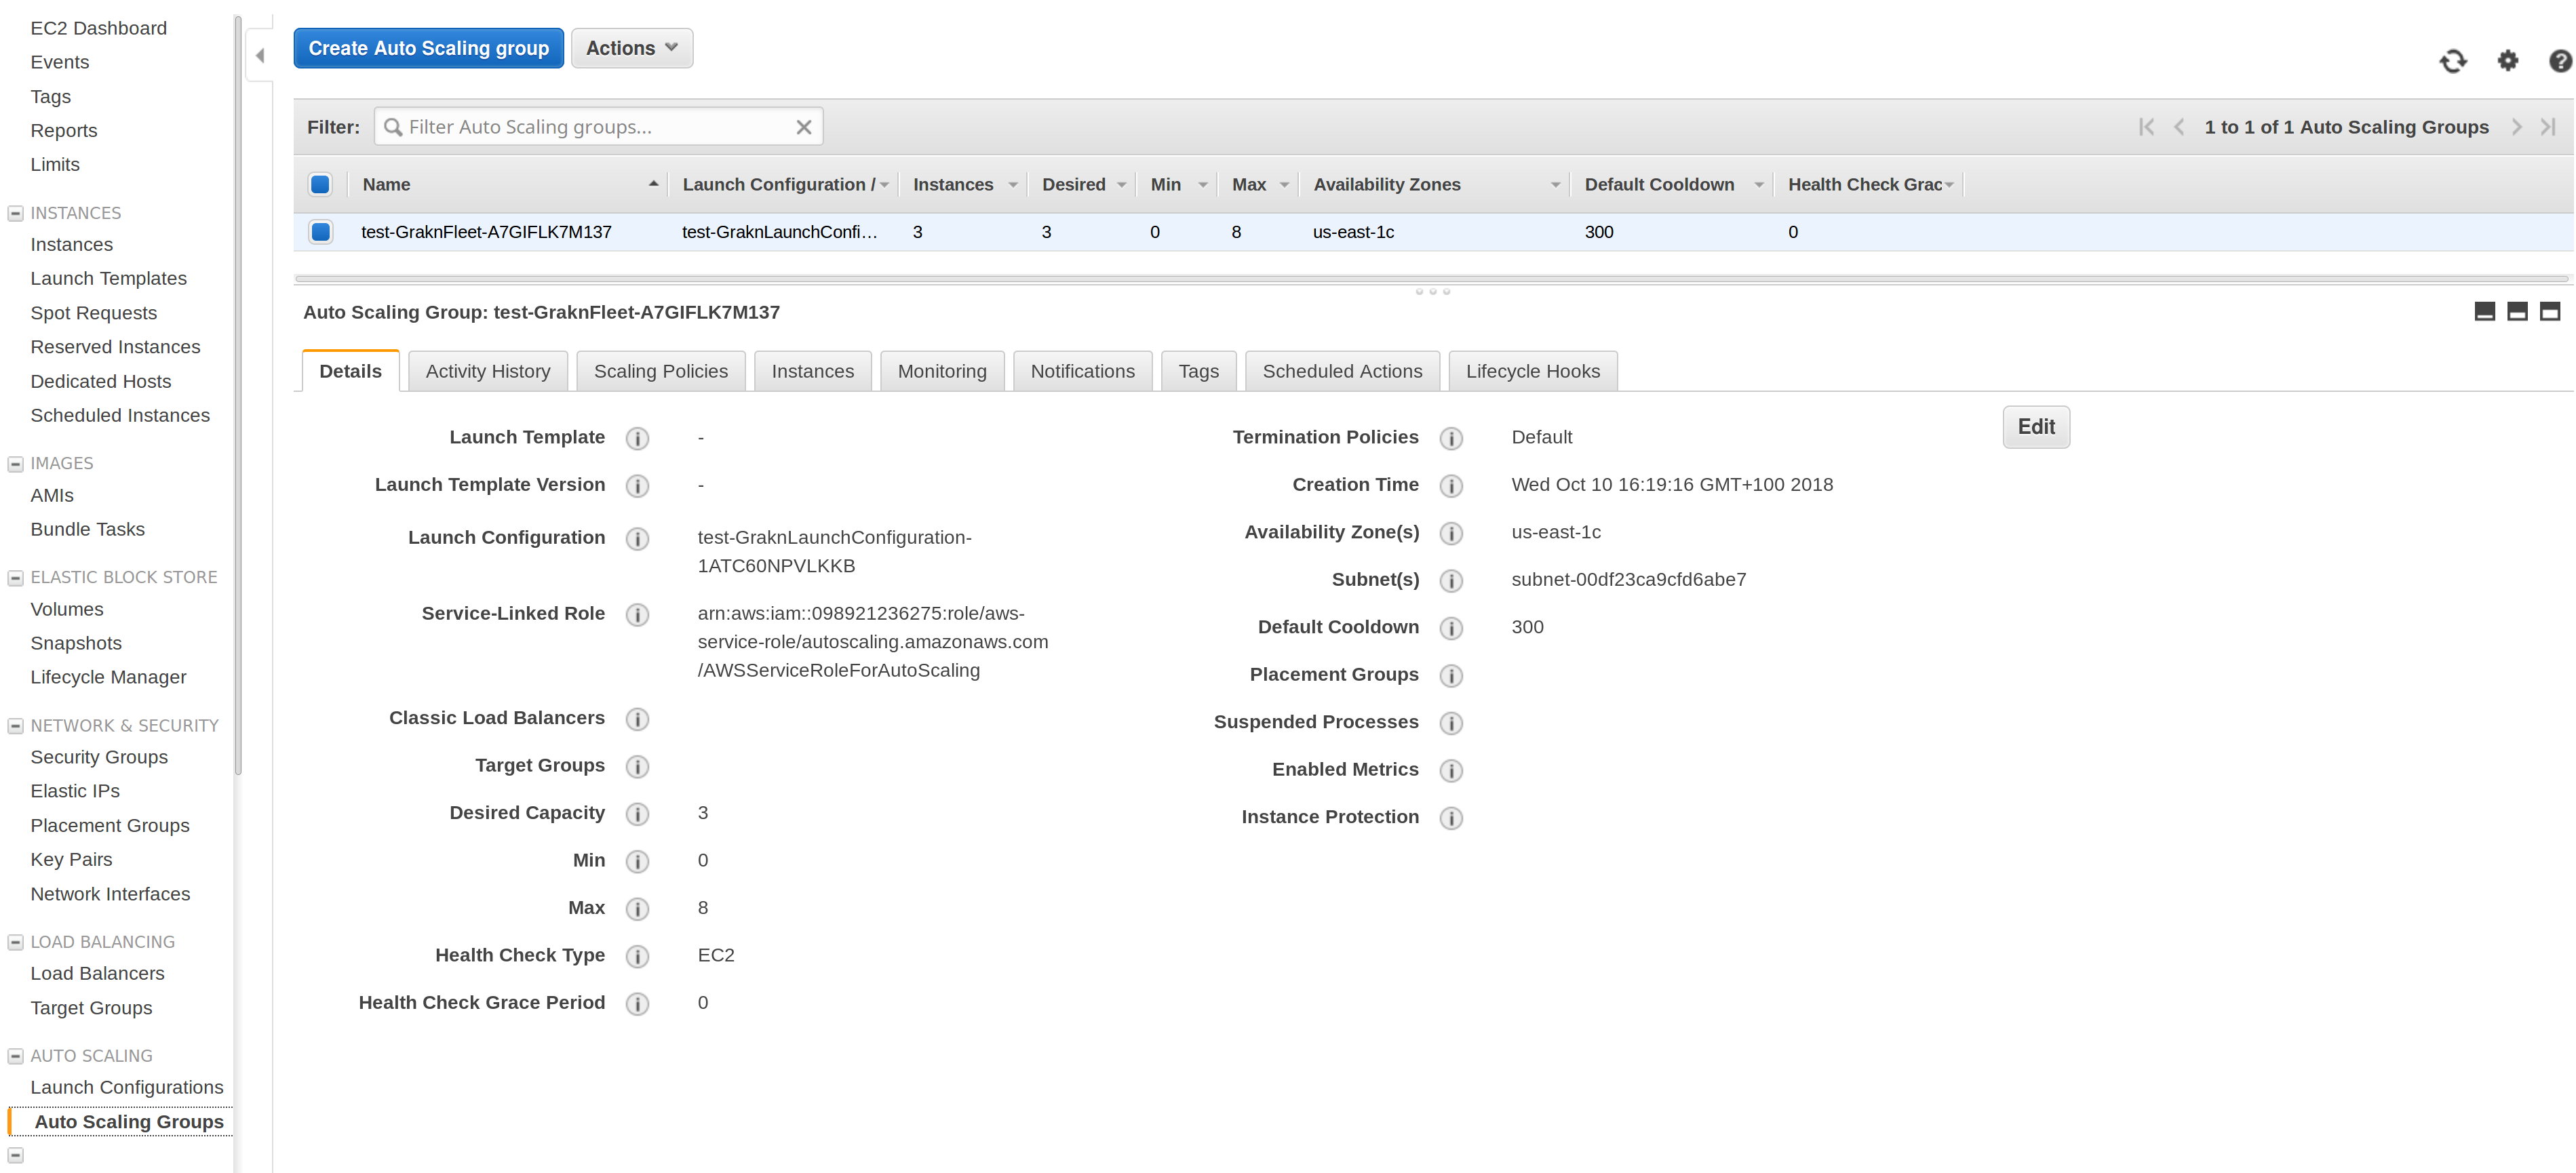 EC2 Dashboard
Events
Tags
Reports
Limits
INSTANCES
Instances
Launch Templates
Spot Requests
Reserved Instances
Dedicated Hosts
Scheduled Instances
IMAGES
AMIs
Bundle Tasks
ELASTIC BLOCK STORE
Volumes
Snapshots
Lifecycle Manager
NETWORK & SECURITY
Security Groups
Elastic IPs
Placement Groups
Key Pairs
Network Interfaces
LOAD BALANCING
Load Balancers
Target Groups
AUTO SCALING
Launch Configurations
Auto Scaling Groups
Create Auto Scaling group Actions
Filter: Filter Auto Scaling groups... 1 to 1 of 1 Auto Scaling Groups
Name Launch Configuration / Instances Desired Min Max Availability Zones Default Cooldown Health Check Grac
test-GraknFleet-A7GIFLK7M137 test-GraknLaunchConfi... 3 3 0 8 us-east-1c 300 0
Auto Scaling Group: test-GraknFleet-A7GIFLK7M137
Details Activity History Scaling Policies Instances Monitoring Notifications Tags Scheduled Actions Lifecycle Hooks
Edit
Launch Template -
Launch Template Version -
Launch Configuration test-GraknLaunchConfiguration-
1ATC60NPVLKKB
Service-Linked Role arn:aws:iam::098921236275:role/aws-
service-role/autoscaling.amazonaws.com
/AWSServiceRoleForAutoScaling
Classic Load Balancers
Target Groups
Desired Capacity 3
Min 0
Max 8
Health Check Type EC2
Health Check Grace Period 0
Termination Policies Default
Creation Time Wed Oct 10 16:19:16 GMT+100 2018
Availability Zone(s) us-east-1c
Subnet(s) subnet-00df23ca9cfd6abe7
Default Cooldown 300
Placement Groups
Suspended Processes
Enabled Metrics
Instance Protection